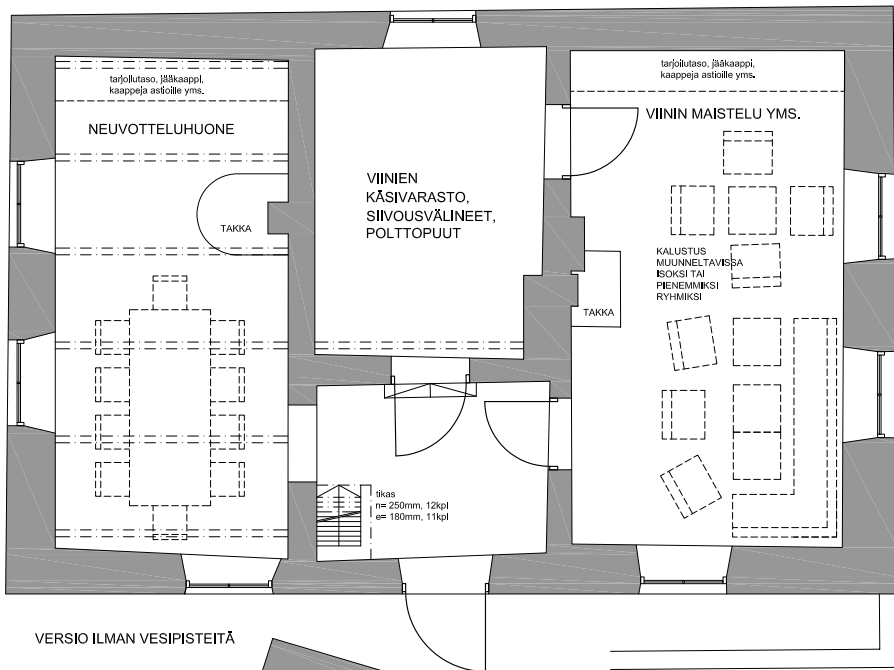 tarjoilutaso, jääkaappi,
kaappeja astioille yms.
NEUVOTTELUHUONE
TAKKA
VIINIEN
KÄSIVARASTO,
SIIVOUSVÄLINEET,
POLTTOPUUT
tarjoilutaso, jääkaappi,
kaappeja astioille yms.
VIININ MAISTELU YMS.
KALUSTUS
MUUNNELTAVISSA
ISOKSI TAI
PIENEMMIKSI
RYHMIKSI
TAKKA
tikas
n= 250mm, 12kpl
e= 180mm, 11kpl
VERSIO ILMAN VESIPISTEITÄ